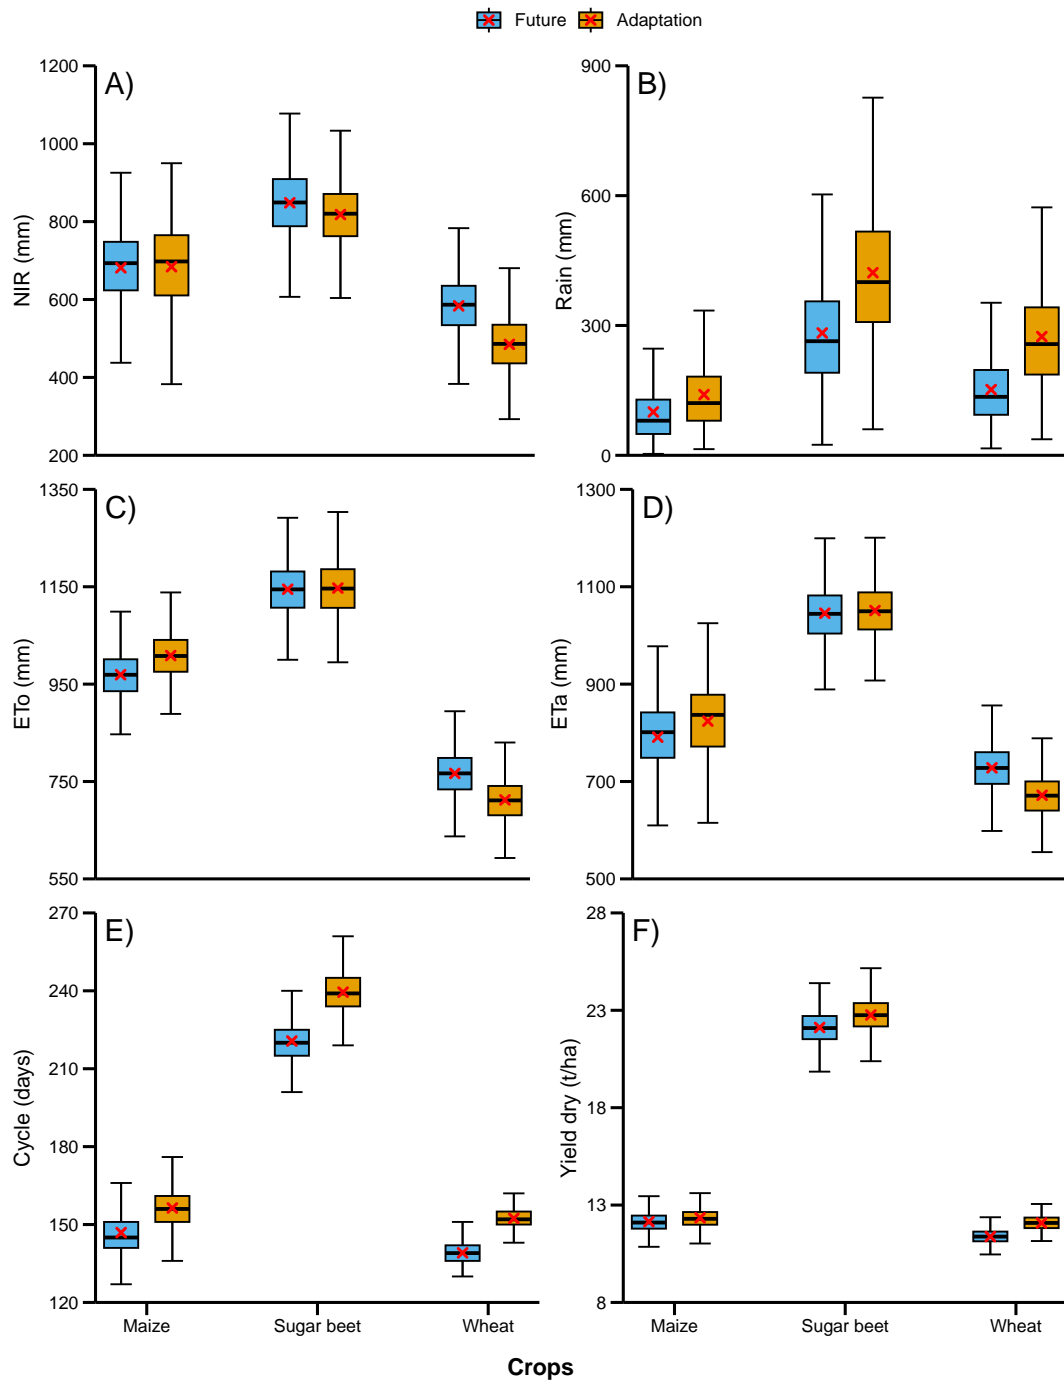 Future Adaptation
A)
1200
1000
800
600
400
200
NIR (mm)
B)
900
600
300
0
Rain (mm)
C)
1350
1150
950
750
550
ETo (mm)
D)
1300
1100
900
700
500
ETa (mm)
E)
270
240
210
180
150
120
Cycle (days)
Maize Sugar beet Wheat
F)
28
23
18
13
8
Yield dry (t/ha)
Maize Sugar beet Wheat
Crops